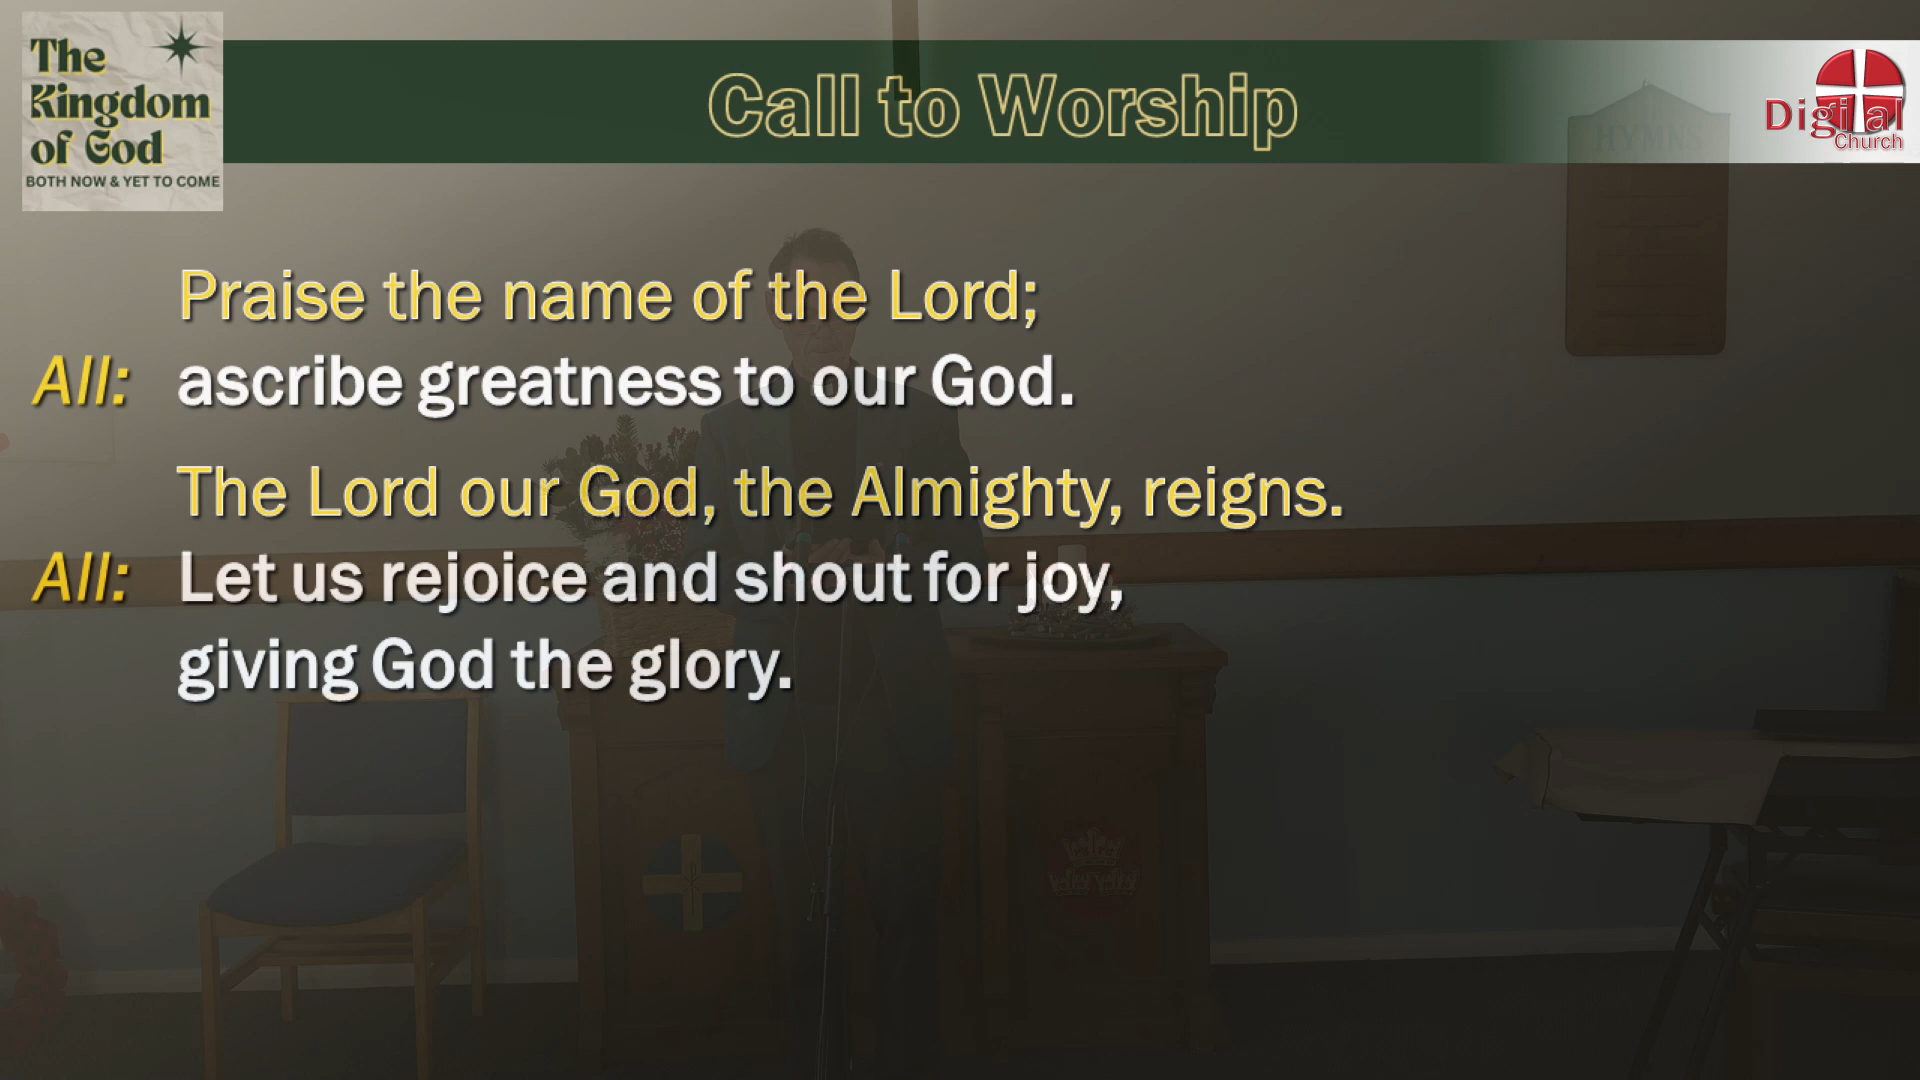 The
Kingdom
of God
BOTH NOW & YET TO COME
Call to Worship
Digital
Church
HYMNS
Praise the name of the Lord;
All: ascribe greatness to our God.
The Lord our God, the Almighty, reigns.
All: Let us rejoice and shout for joy,
giving God the glory.